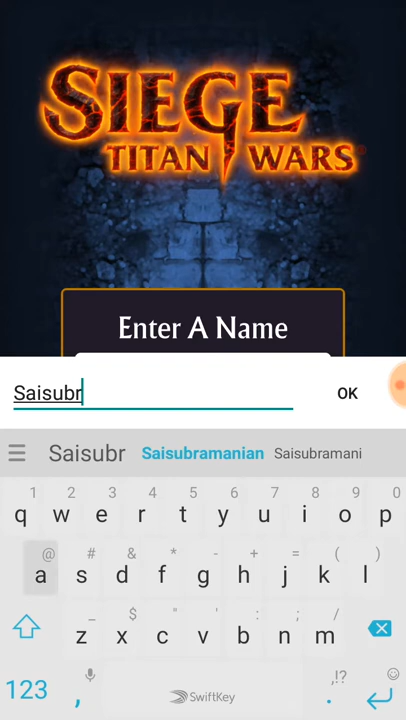 SIEGE
TITAN WARS
Enter A Name
Saisubr
OK
Saisubr Saisubramanian Saisubramani
1 2 3 4 5 6 7 8 9 0
q w e r t y u i o p
@ # & * - + = ( )
a s d f g h j k l
_ $ " ' : ; /
z x c v b n m
,!?
123 , SwiftKey .